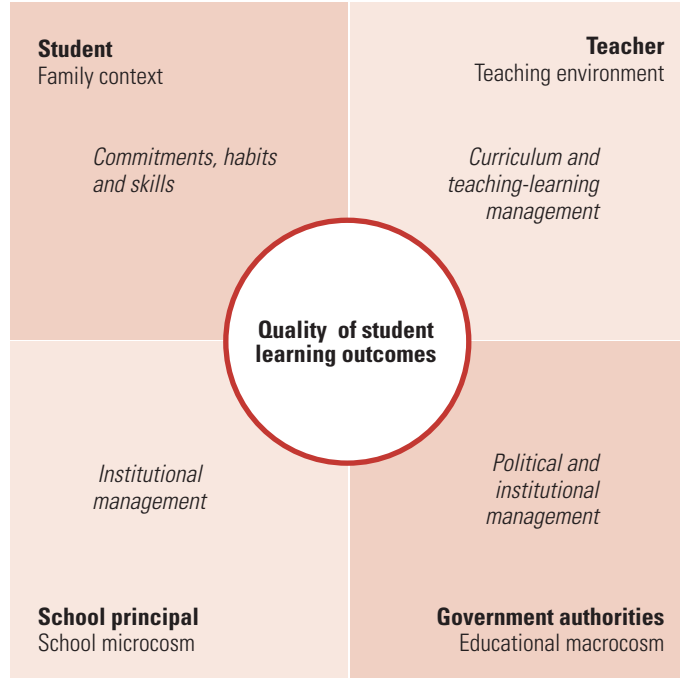 Student
Family context
Commitments, habits
and skills
Teacher
Teaching environment
Curriculum and
teaching-learning
management
Quality of student
learning outcomes
Institutional
management
School principal
School microcosm
Political and
institutional
management
Government authorities
Educational macrocosm